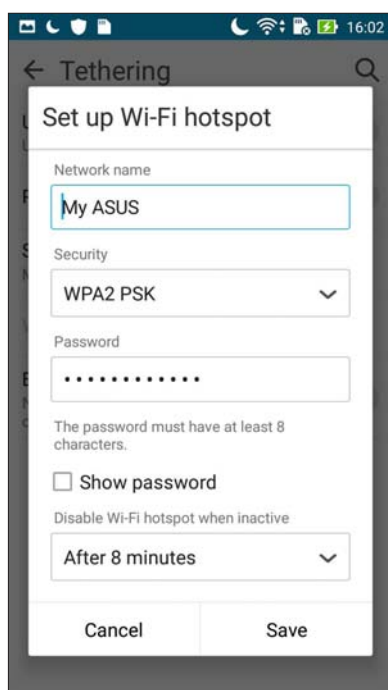 16:02
Tethering
Set up Wi-Fi hotspot
Network name
My ASUS
Security
WPA2 PSK
Password
••••••••••••
The password must have at least 8
characters.
Show password
Disable Wi-Fi hotspot when inactive
After 8 minutes
Cancel
Save